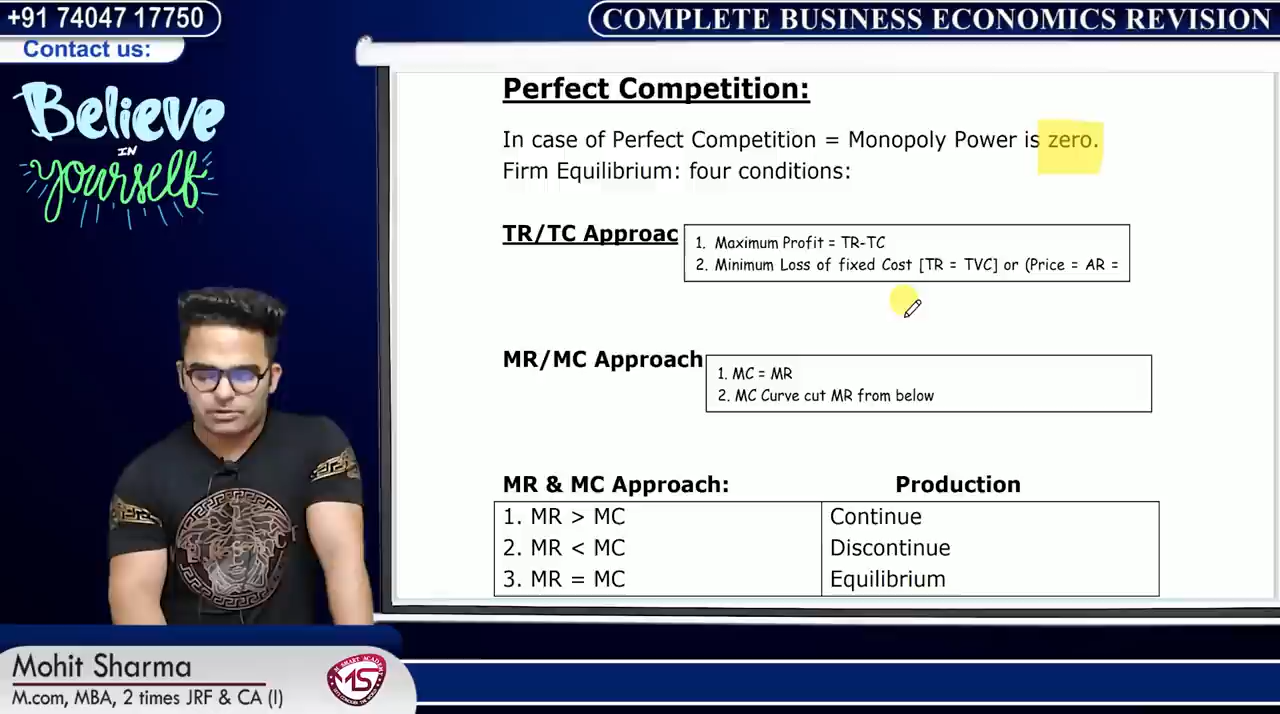 +91 74047 17750
Contact us:
COMPLETE BUSINESS ECONOMICS REVISION
Believe
IN
yourself
Perfect Competition:
In case of Perfect Competition = Monopoly Power is zero.
Firm Equilibrium: four conditions:
TR/TC Approac
1. Maximum Profit = TR-TC
2. Minimum Loss of fixed Cost [TR = TVC] or (Price = AR =
MR/MC Approach
1. MC = MR
2. MC Curve cut MR from below
MR & MC Approach: Production
1. MR > MC Continue
2. MR < MC Discontinue
3. MR = MC Equilibrium
Mohit Sharma
M.com, MBA, 2 times JRF & CA (I)
MS